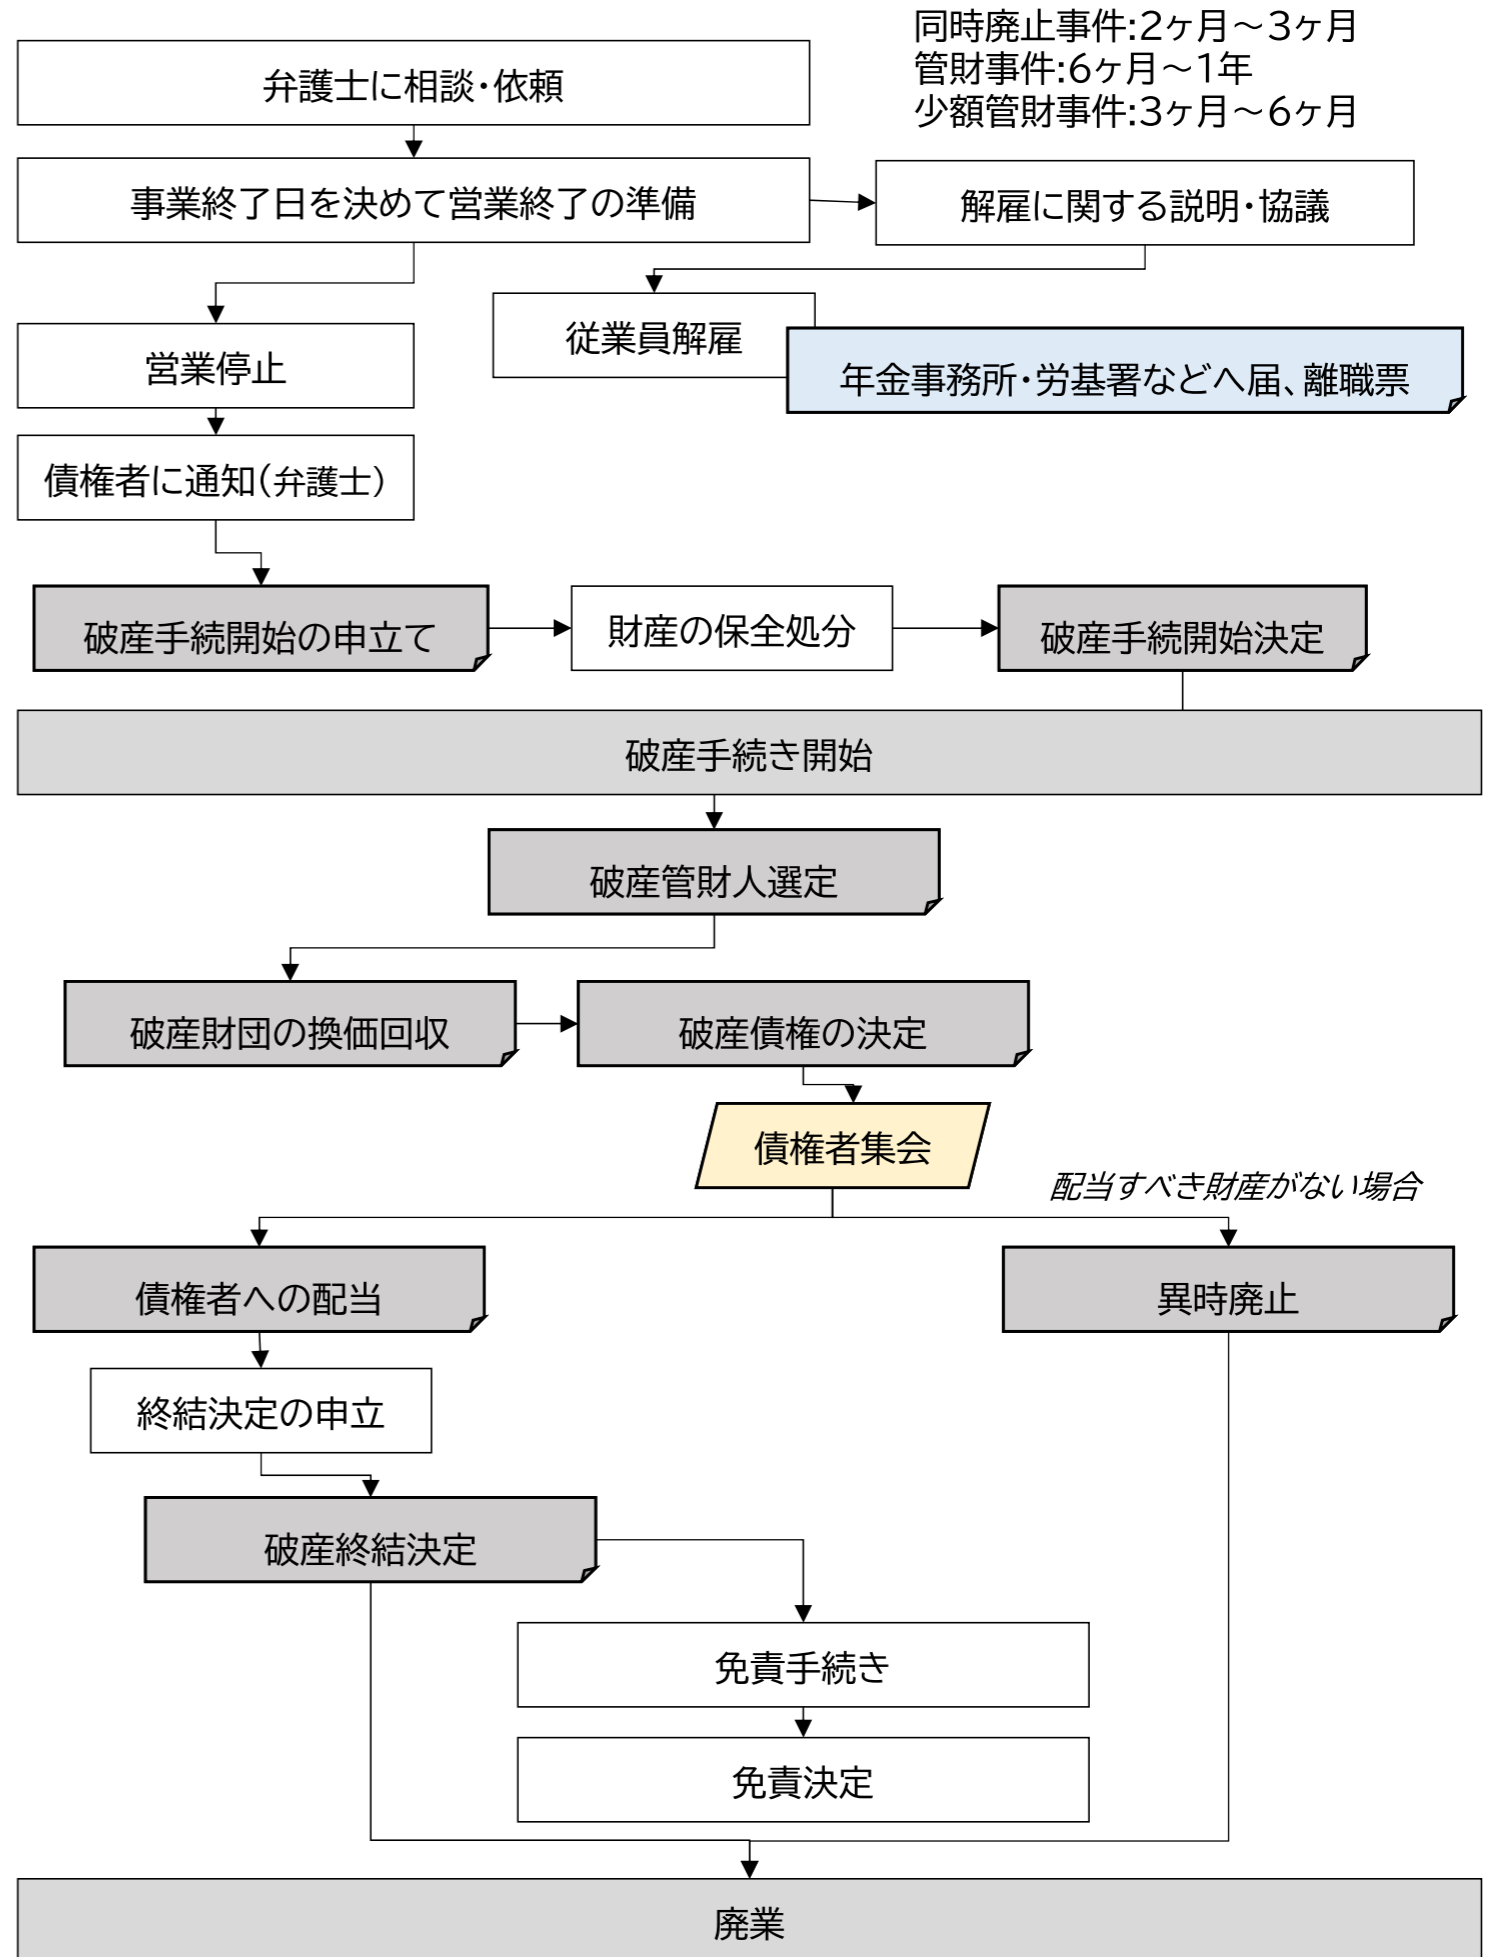 同時廃止事件:2ヶ月～3ヶ月
管財事件:6ヶ月～1年
少額管財事件:3ヶ月～6ヶ月
弁護士に相談・依頼
事業終了日を決めて営業終了の準備
解雇に関する説明・協議
従業員解雇
年金事務所・労基署などへ届、離職票
営業停止
債権者に通知(弁護士)
破産手続開始の申立て
財産の保全処分
破産手続開始決定
破産手続き開始
破産管財人選定
破産財団の換価回収
破産債権の決定
債権者集会
配当すべき財産がない場合
債権者への配当
異時廃止
終結決定の申立
破産終結決定
免責手続き
免責決定
廃業